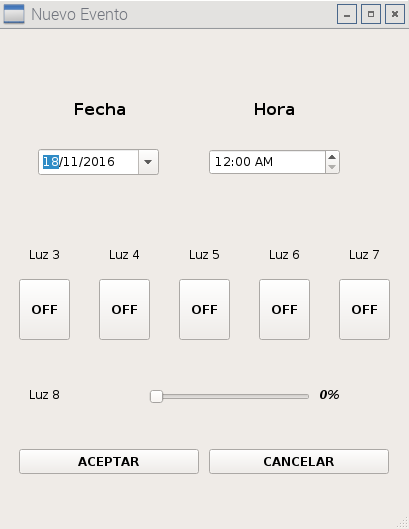 Nuevo Evento
Fecha Hora
18/11/2016 12:00 AM
Luz 3 Luz 4 Luz 5 Luz 6 Luz 7
OFF OFF OFF OFF OFF
Luz 8 0%
ACEPTAR CANCELAR